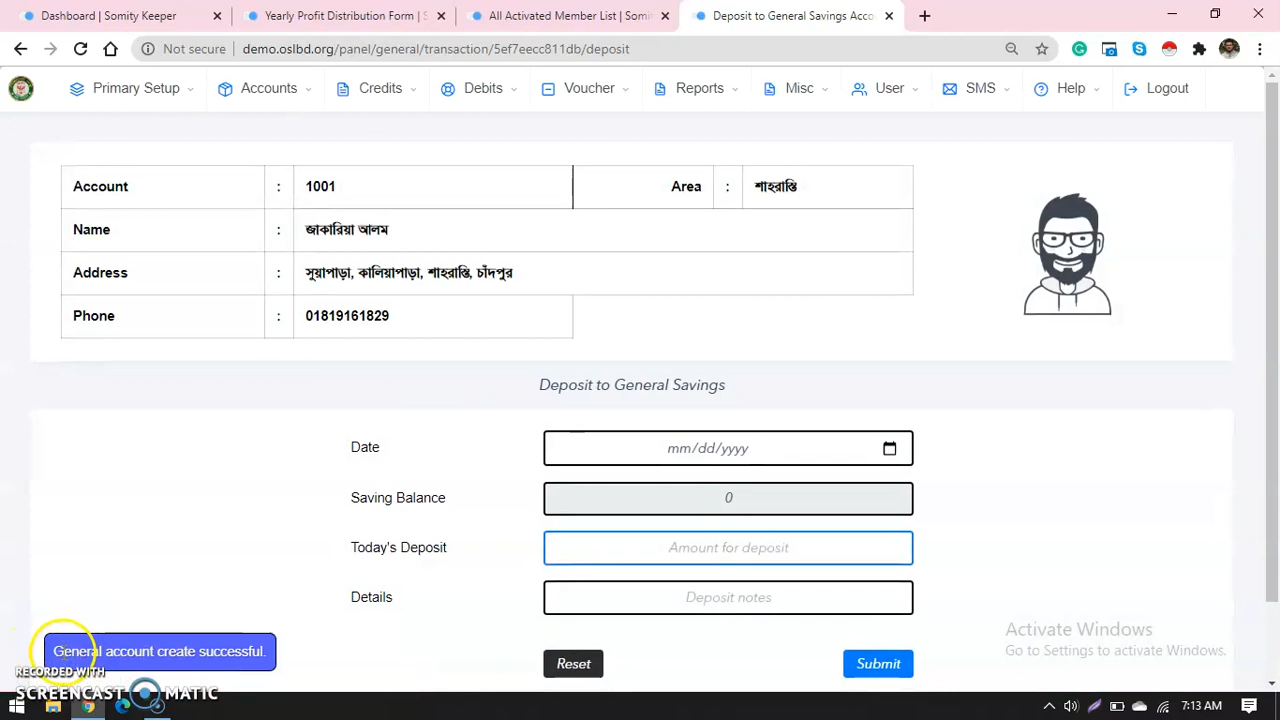 Dashboard | Somity Keeper
Yearly Profit Distribution Form | S
All Activated Member List | Somi
Deposit to General Savings Acco
Not secure
demo.oslbd.org/panel/general/transaction/5ef7eecc811db/deposit
Primary Setup
Accounts
Credits
Debits
Voucher
Reports
Misc
User
SMS
Help
Logout
Account : 1001 Area : শাহরাস্তি
Name : জাকারিয়া আলম
Address : সুয়াপাড়া, কালিয়াপাড়া, শাহরাস্তি, চাঁদপুর
Phone : 01819161829
Deposit to General Savings
Date mm/dd/yyyy
Saving Balance 0
Today's Deposit Amount for deposit
Details Deposit notes
Activate Windows
Go to Settings to activate Windows.
General account create successful.
Reset
Submit
RECORDED WITH
SCREENCAST MATIC
7:13 AM